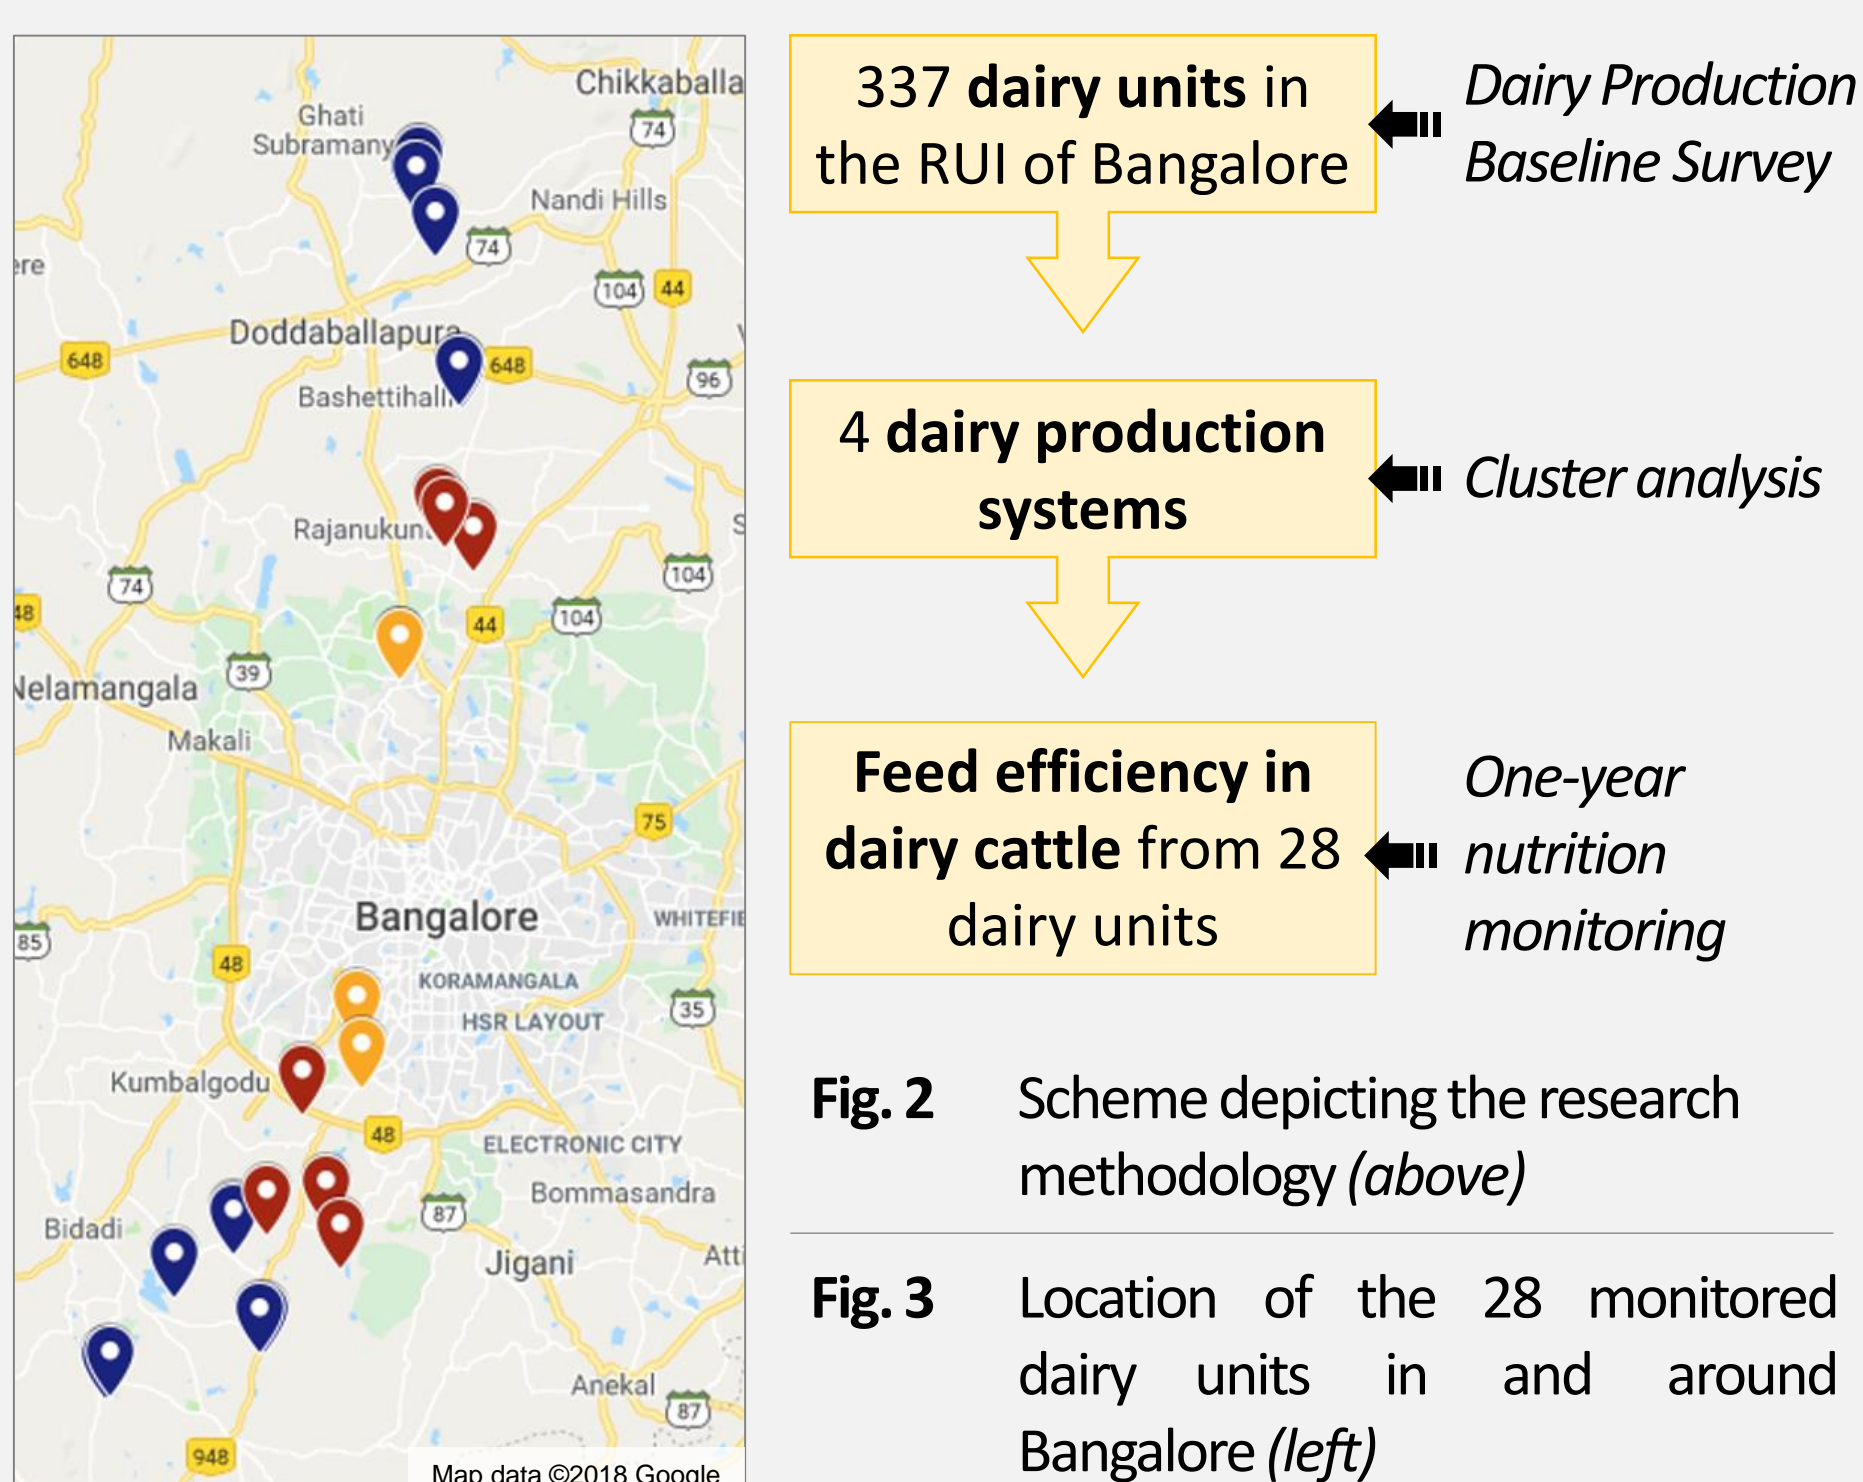 Chikkaballa
Ghati
Subramany
74
Nandi Hills
74
ere
104
44
Doddaballapura
648
648
Bashettihalli
96
Rajanukun
74
104
48
44
104
39
Nelamangala
Makali
75
Bangalore
WHITEFIE
85
48
KORAMANGALA
35
HSR LAYOUT
Kumbalgodu
48
ELECTRONIC CITY
Bommasandra
87
Bidadi
Jigani
Atti
Anekal
87
948
Map data ©2018 Google
337 dairy units in
the RUI of Bangalore
Dairy Production
Baseline Survey
4 dairy production
systems
Cluster analysis
Feed efficiency in
dairy cattle from 28
dairy units
One-year
nutrition
monitoring
Fig. 2 Scheme depicting the research
methodology (above)
Fig. 3 Location of the 28 monitored
dairy units in and around
Bangalore (left)